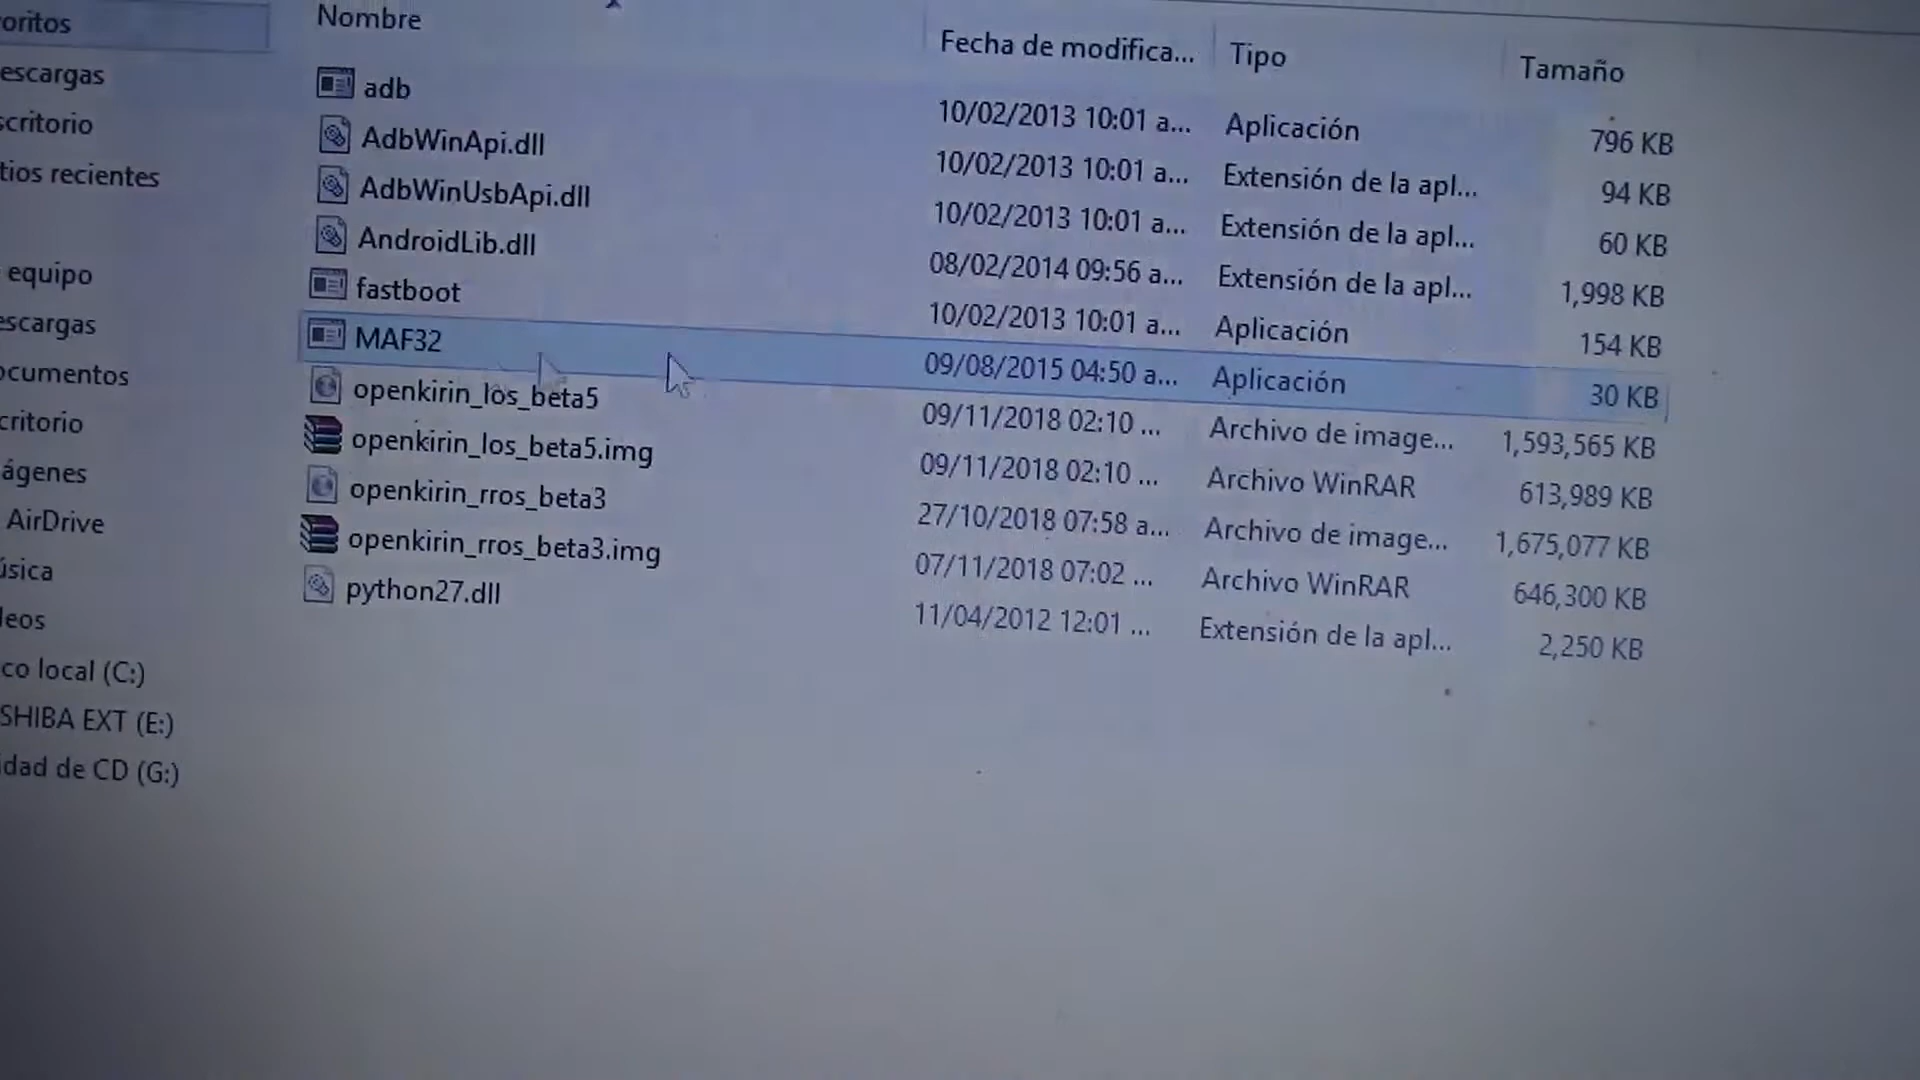 Nombre Fecha de modifica... Tipo Tamaño
adb 10/02/2013 10:01 a... Aplicación 796 KB
AdbWinApi.dll 10/02/2013 10:01 a... Extensión de la apl... 94 KB
AdbWinUsbApi.dll 10/02/2013 10:01 a... Extensión de la apl... 60 KB
AndroidLib.dll 08/02/2014 09:56 a... Extensión de la apl... 1,998 KB
fastboot 10/02/2013 10:01 a... Aplicación 154 KB
MAF32 09/08/2015 04:50 a... Aplicación 30 KB
openkirin_los_beta5 09/11/2018 02:10 ... Archivo de image... 1,593,565 KB
openkirin_los_beta5.img 09/11/2018 02:10 ... Archivo WinRAR 613,989 KB
openkirin_rros_beta3 27/10/2018 07:58 a... Archivo de image... 1,675,077 KB
openkirin_rros_beta3.img 07/11/2018 07:02 ... Archivo WinRAR 646,300 KB
python27.dll 11/04/2012 12:01 ... Extensión de la apl... 2,250 KB
oritos
escargas
scritorio
tios recientes
equipo
escargas
ocumentos
critorio
ágenes
AirDrive
úsica
deos
co local (C:)
SHIBA EXT (E:)
idad de CD (G:)